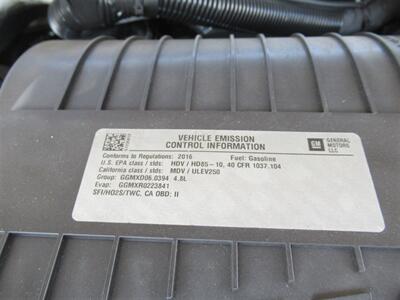 VEHICLE EMISSION
CONTROL INFORMATION
GM
GENERAL MOTORS LLC
Conforms to Regulations: 2016 Fuel: Gasoline
U.S. EPA class / stds: HDV / HD85-10, 40 CFR 1037.104
California class / stds: MDV / ULEV250
Group: GGMXD06.0394 4.8L
Evap: GGMXR0223841
SFI/HO2S/TWC, CA OBD: II